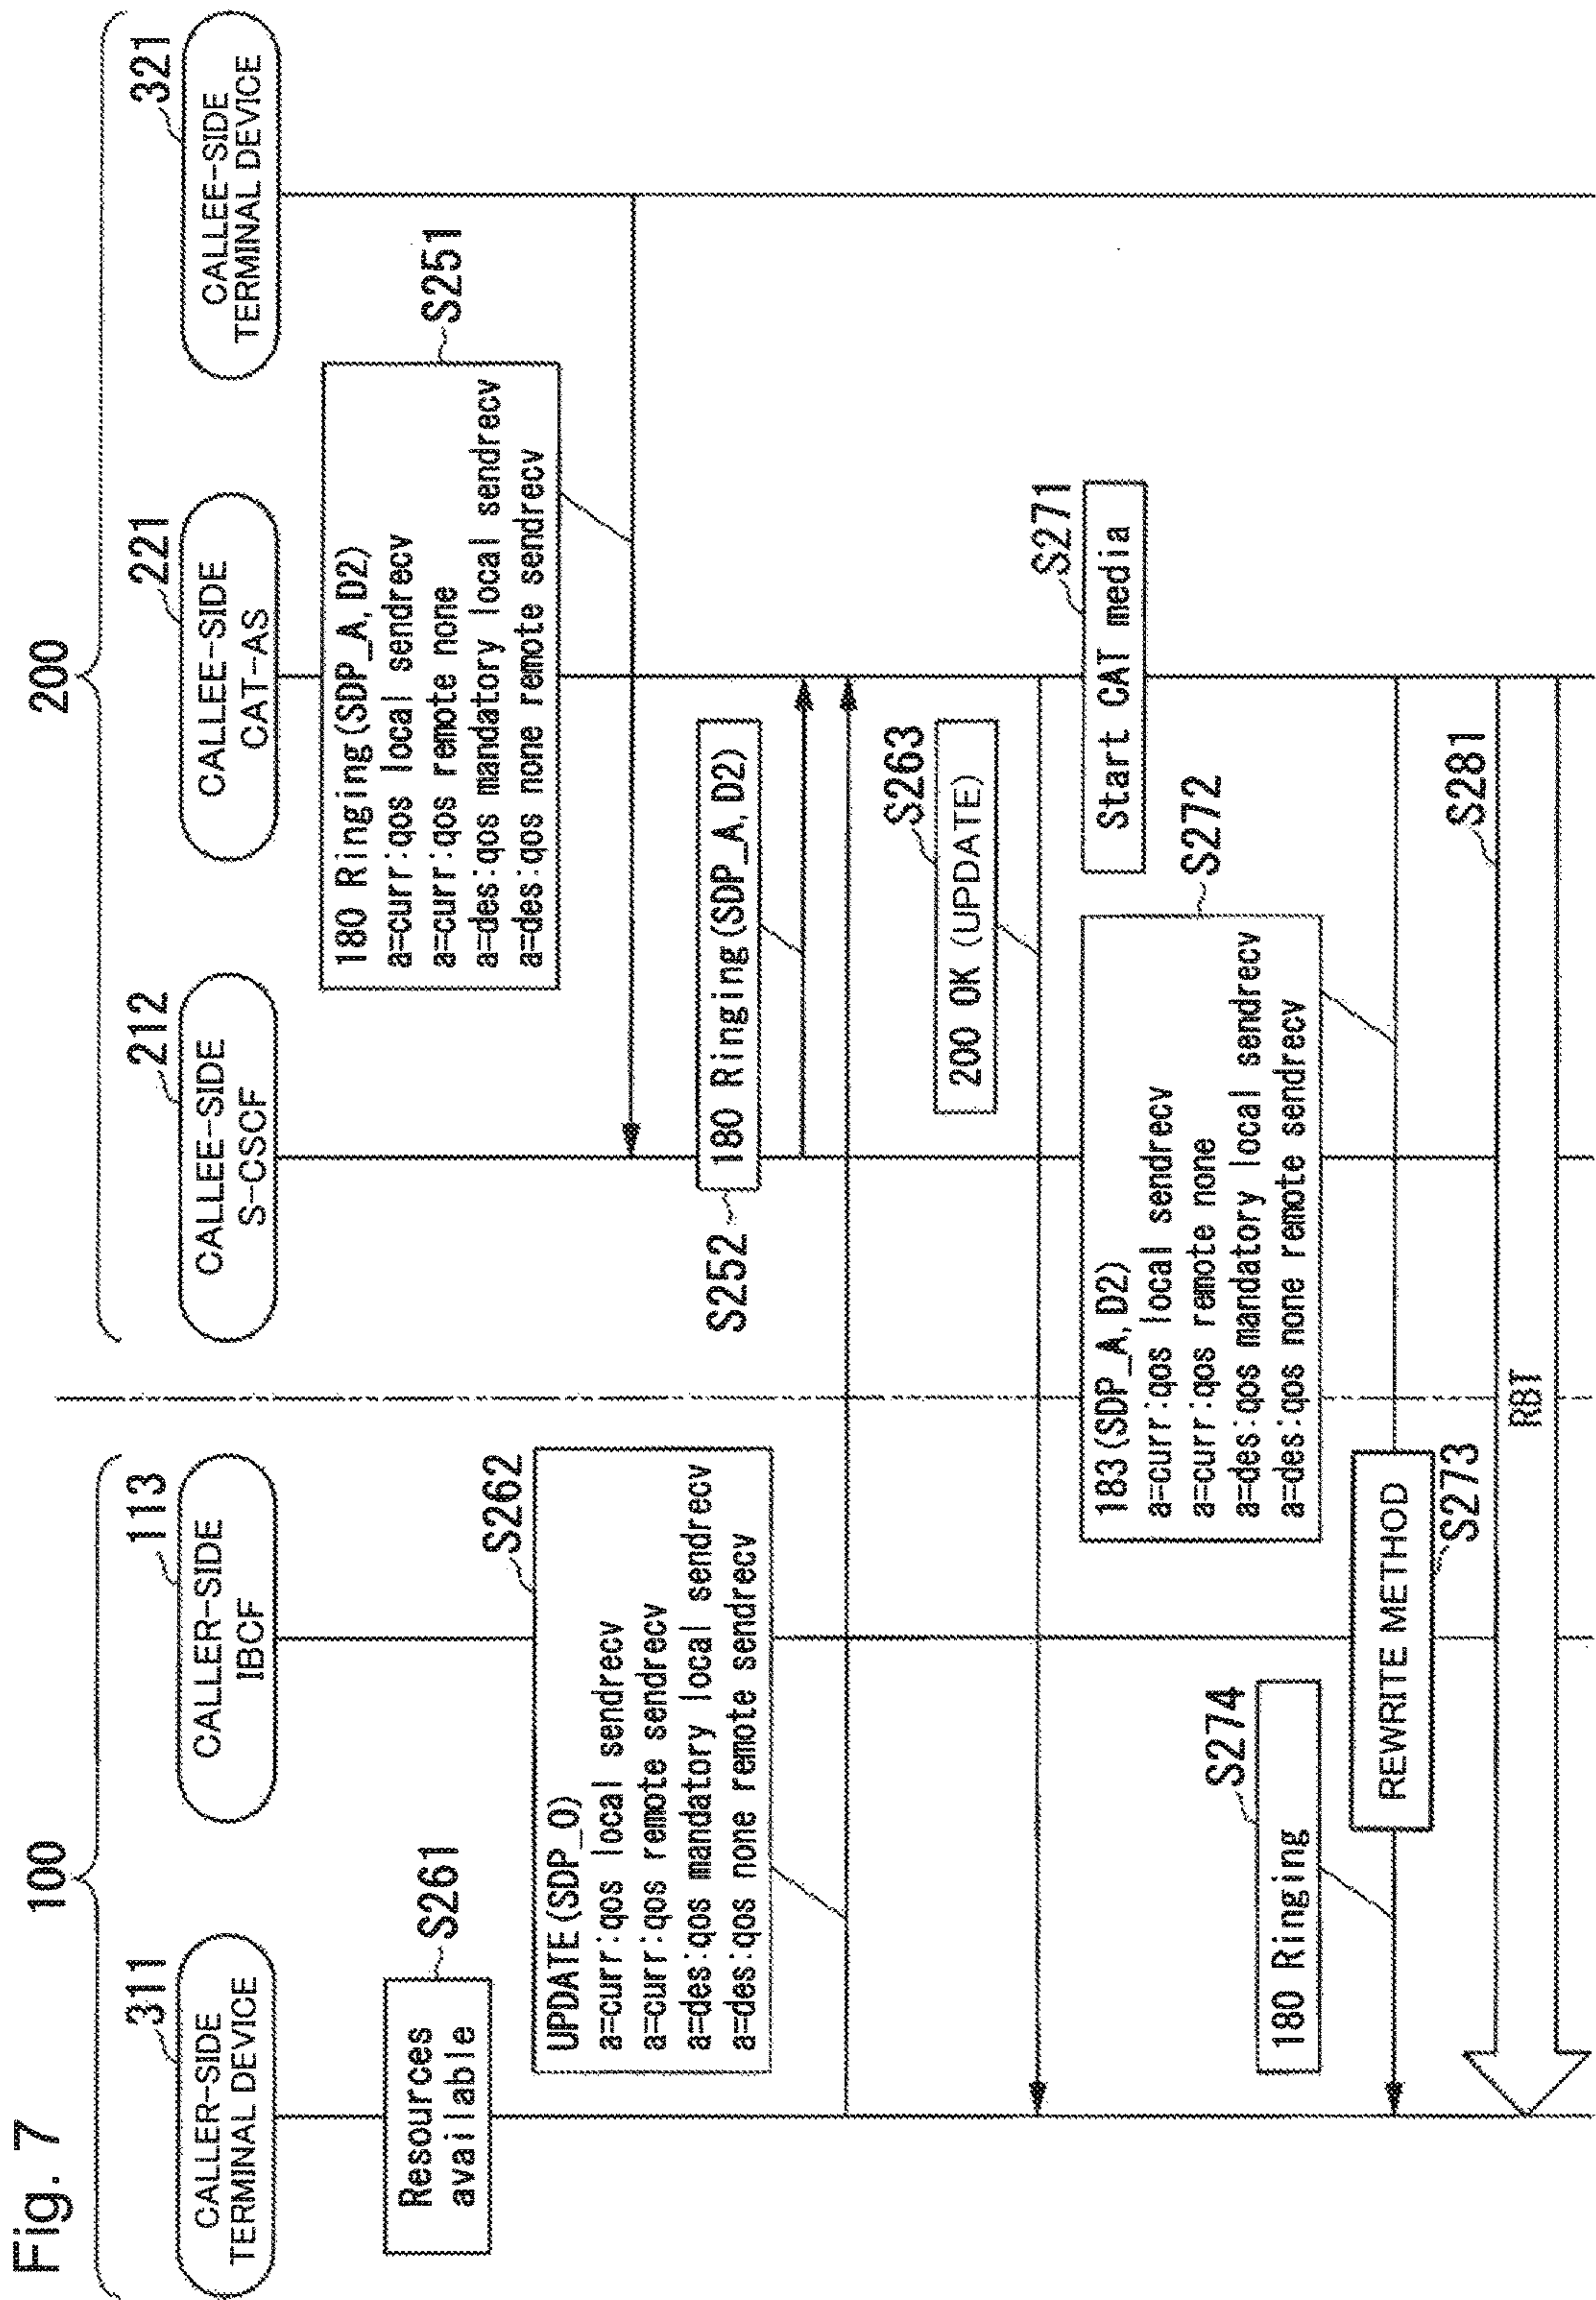 Fig. 7
100
200
311
CALLER-SIDE
TERMINAL DEVICE
113
CALLER-SIDE
IBCF
212
CALLEE-SIDE
S-CSCF
221
CALLEE-SIDE
CAT-AS
321
CALLEE-SIDE
TERMINAL DEVICE
S251
180 Ringing(SDP_A,D2)
a=curr:qos local sendrecv
a=curr:qos remote none
a=des:qos mandatory local sendrecv
a=des:qos none remote sendrecv
S261
Resources
available
S262
UPDATE(SDP_O)
a=curr:qos local sendrecv
a=curr:qos remote sendrecv
a=des:qos mandatory local sendrecv
a=des:qos none remote sendrecv
S252
180 Ringing(SDP_A,D2)
S263
200 OK (UPDATE)
S271
Start CAT media
S272
183(SDP_A,D2)
a=curr:qos local sendrecv
a=curr:qos remote none
a=des:qos mandatory local sendrecv
a=des:qos none remote sendrecv
S274
180 Ringing
REWRITE METHOD
S273
S281
RBT